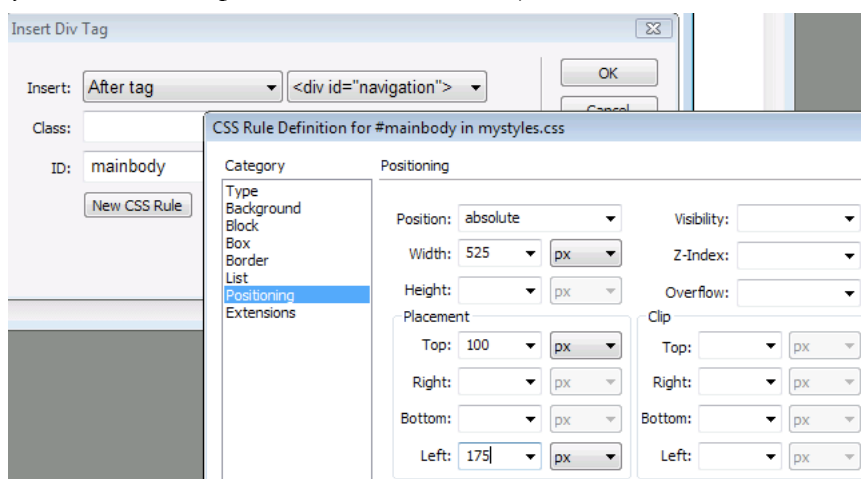 Insert Div Tag
OK
Insert: After tag <div id="navigation">
Cancel
Class:
CSS Rule Definition for #mainbody in mystyles.css
ID: mainbody
Category Positioning
New CSS Rule
Type
Background
Block
Box
Border
List
Positioning
Extensions
Position: absolute Visibility:
Width: 525 px Z-Index:
Height: px Overflow:
Placement Clip
Top: 100 px Top: px
Right: px Right: px
Bottom: px Bottom: px
Left: 175 px Left: px